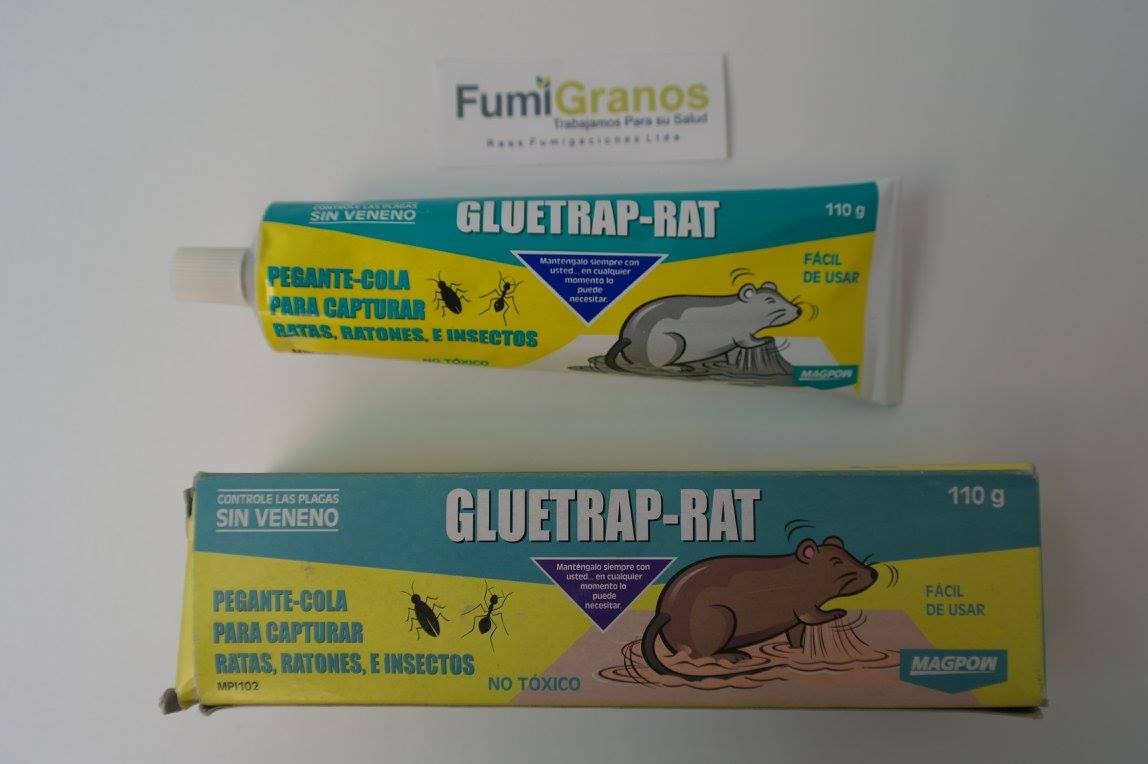 FumiGranos
Trabajamos Para su Salud
Rass Fumigaciones Ltda
CONTROLE LAS PLAGAS
SIN VENENO
GLUETRAP-RAT
110 g
Manténgalo siempre con
usted... en cualquier
momento lo
puede
necesitar.
FÁCIL
DE USAR
PEGANTE-COLA
PARA CAPTURAR
RATAS, RATONES, E INSECTOS
NO TÓXICO
MAGPOW
CONTROLE LAS PLAGAS
SIN VENENO
GLUETRAP-RAT
110 g
Manténgalo siempre con
usted... en cualquier
momento lo
puede
necesitar.
PEGANTE-COLA
PARA CAPTURAR
RATAS, RATONES, E INSECTOS
MPI102
NO TÓXICO
FÁCIL
DE USAR
MAGPOW